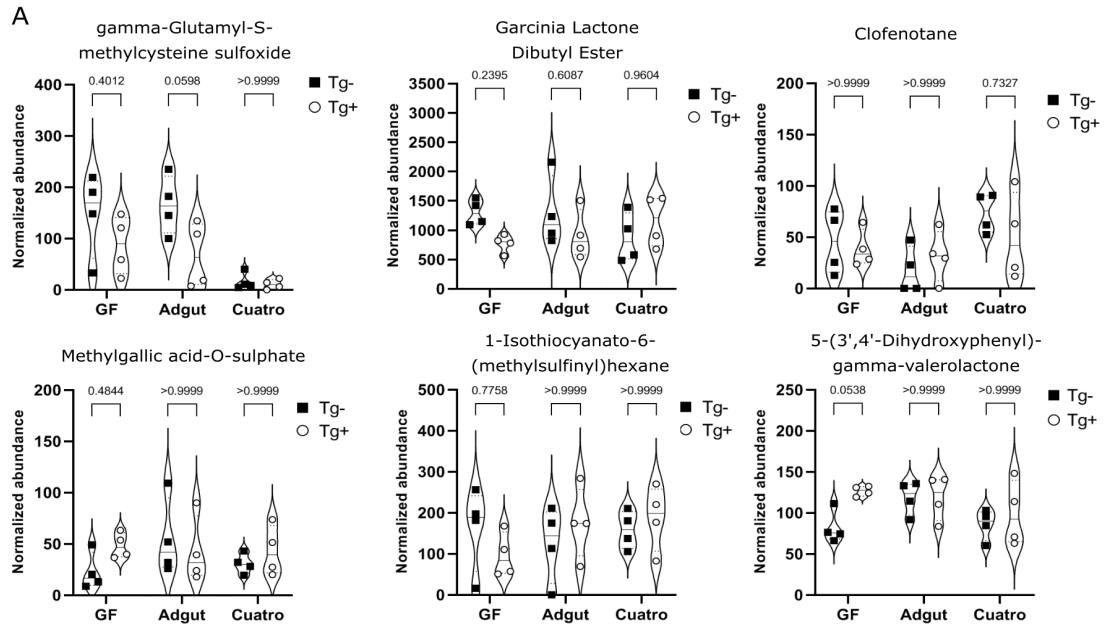 A
gamma-Glutamyl-S-
methylcysteine sulfoxide
0.4012 0.0598 >0.9999
Tg-
Tg+
Normalized abundance
400
300
200
100
0
GF Adgut Cuatro
Garcinia Lactone
Dibutyl Ester
0.2395 0.6087 0.9604
Tg-
Tg+
Normalized abundance
3500
3000
2500
2000
1500
1000
500
0
GF Adgut Cuatro
Clofenotane
>0.9999 >0.9999 0.7327
Tg-
Tg+
Normalized abundance
200
150
100
50
0
GF Adgut Cuatro
Methylgallic acid-O-sulphate
0.4844 >0.9999 >0.9999
Tg-
Tg+
Normalized abundance
200
150
100
50
0
GF Adgut Cuatro
1-Isothiocyanato-6-
(methylsulfinyl)hexane
0.7758 >0.9999 >0.9999
Tg-
Tg+
Normalized abundance
500
400
300
200
100
0
GF Adgut Cuatro
5-(3',4'-Dihydroxyphenyl)-
gamma-valerolactone
0.0538 >0.9999 >0.9999
Tg-
Tg+
Normalized abundance
250
200
150
100
50
0
GF Adgut Cuatro